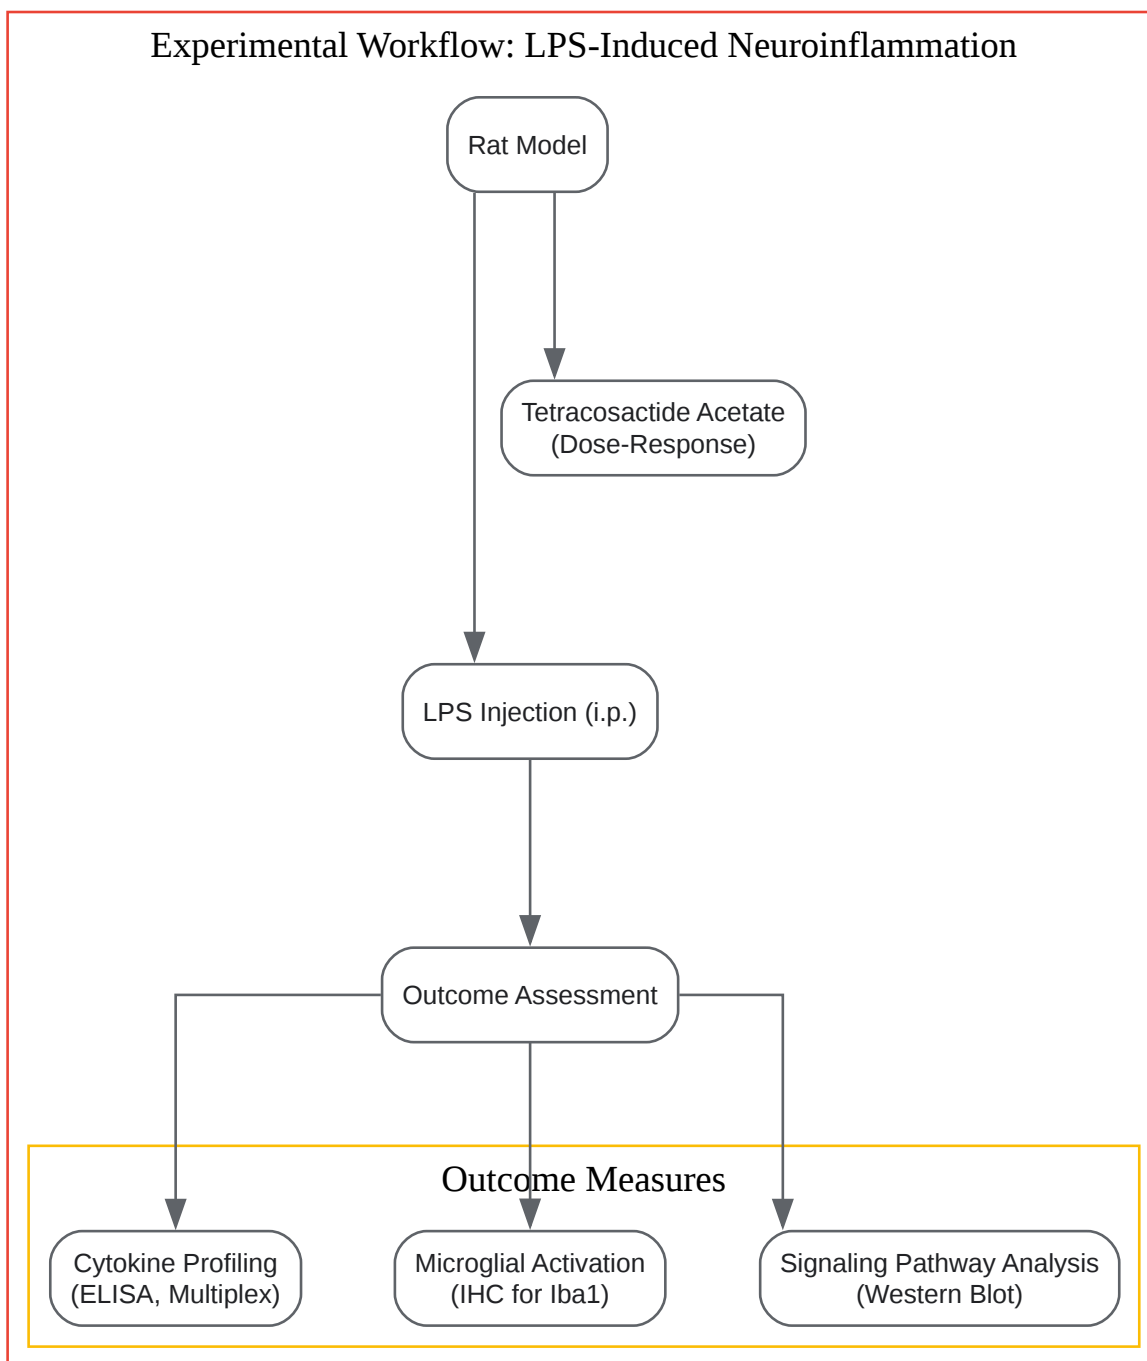 Experimental Workflow: LPS-Induced Neuroinflammation
Rat Model
Tetracosactide Acetate
(Dose-Response)
LPS Injection (i.p.)
Outcome Assessment
Outcome Measures
Cytokine Profiling
(ELISA, Multiplex)
Microglial Activation
(IHC for Iba1)
Signaling Pathway Analysis
(Western Blot)